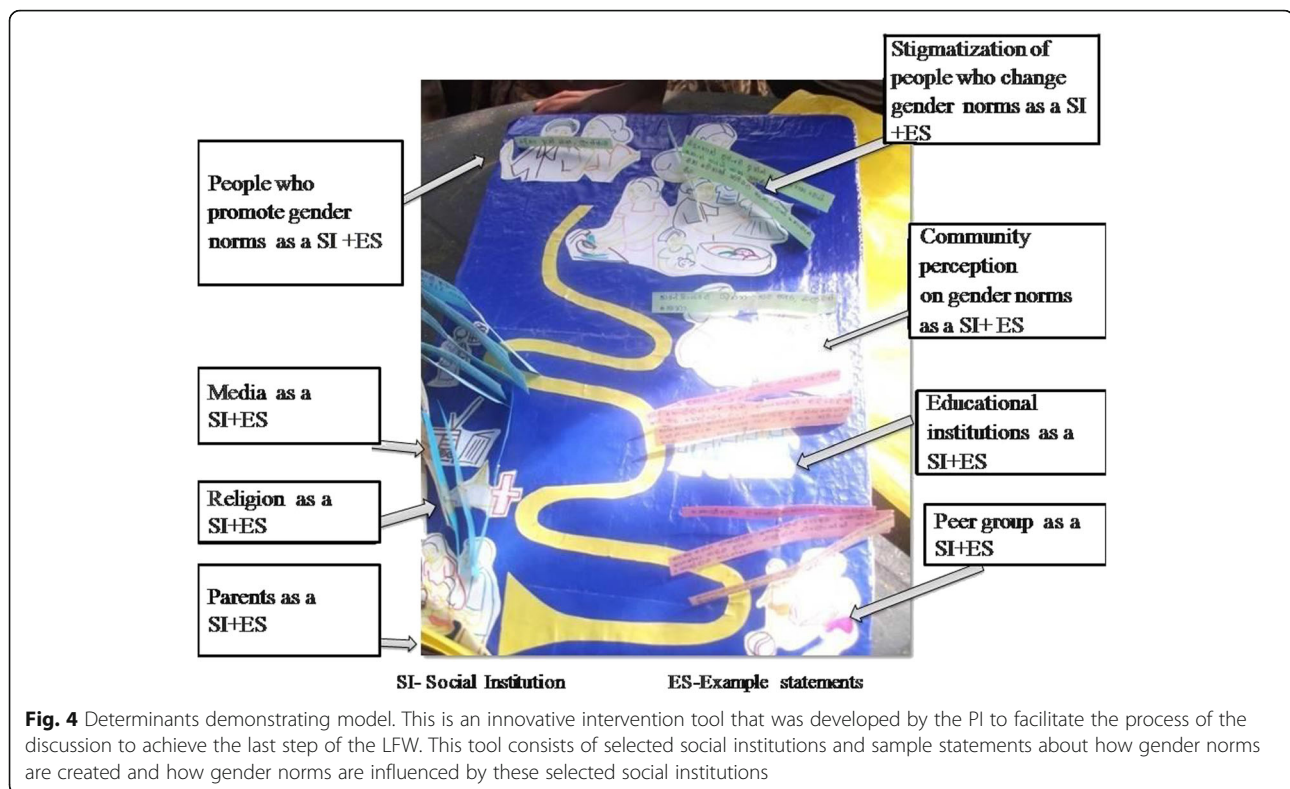 Stigmatization of
people who change
gender norms as a SI
+ES
People who
promote gender
norms as a SI +ES
Community
perception
on gender norms
as a SI+ ES
Media as a
SI+ES
Educational
institutions as a
SI+ES
Religion as a
SI+ES
Peer group as a
SI+ES
Parents as a
SI+ES
SI- Social Institution
ES-Example statements
Fig. 4 Determinants demonstrating model. This is an innovative intervention tool that was developed by the PI to facilitate the process of the
discussion to achieve the last step of the LFW. This tool consists of selected social institutions and sample statements about how gender norms
are created and how gender norms are influenced by these selected social institutions